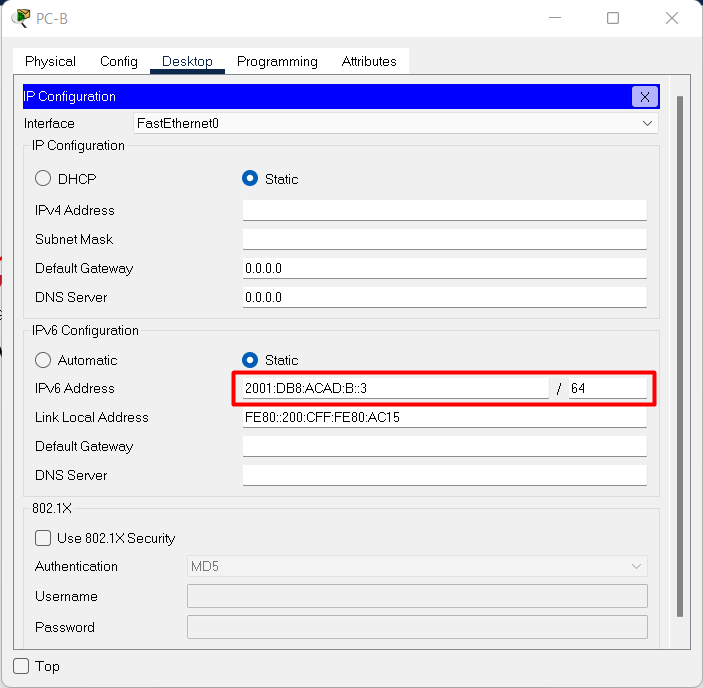 PC-B
Physical Config Desktop Programming Attributes
IP Configuration X
Interface FastEthernet0
IP Configuration
DHCP Static
IPv4 Address
Subnet Mask
Default Gateway 0.0.0.0
DNS Server 0.0.0.0
IPv6 Configuration
Automatic Static
IPv6 Address 2001:DB8:ACAD:B::3 / 64
Link Local Address FE80::200:CFF:FE80:AC15
Default Gateway
DNS Server
802.1X
Use 802.1X Security
Authentication MD5
Username
Password
Top